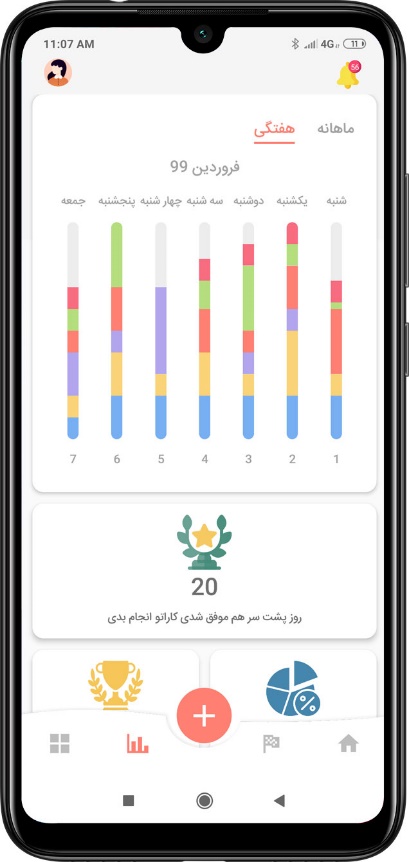 11:07 AM
4G
11
56
ماهانه
هفتگی
فروردین 99
شنبه
یکشنبه
دوشنبه
سه شنبه
چهار شنبه
پنجشنبه
جمعه
1
2
3
4
5
6
7
20
روز پشت سر هم موفق شدی کاراتو انجام بدی
%